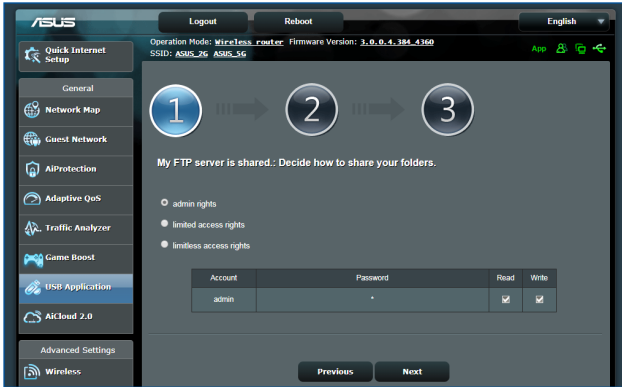 ASUS
Logout
Reboot
English
Quick Internet
Setup
Operation Mode: Wireless router Firmware Version: 3.0.0.4.384_4360
SSID: ASUS_2G ASUS_5G
App
General
Network Map
Guest Network
AiProtection
Adaptive QoS
Traffic Analyzer
Game Boost
USB Application
AiCloud 2.0
Advanced Settings
Wireless
1
2
3
My FTP server is shared.: Decide how to share your folders.
admin rights
limited access rights
limitless access rights
Account Password Read Write
admin *
Previous
Next